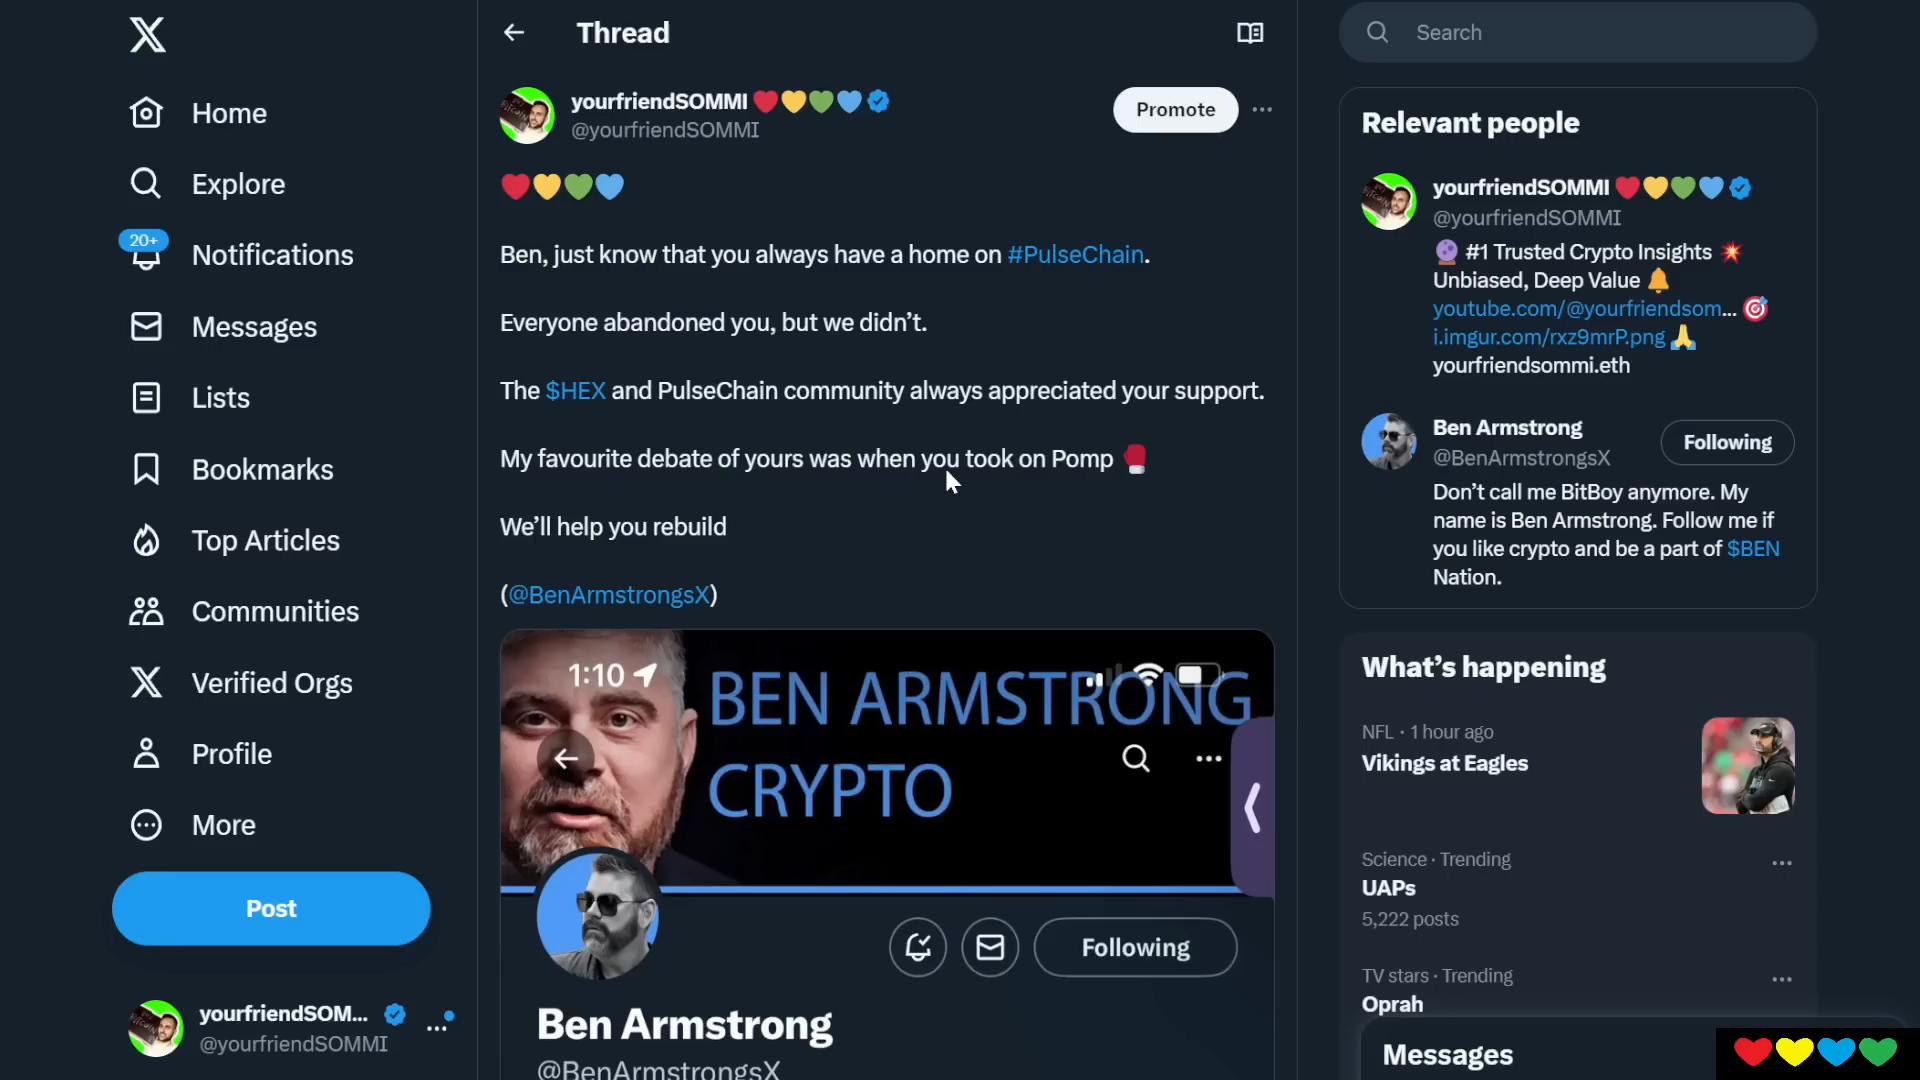 Home
Explore
20+
Notifications
Messages
Lists
Bookmarks
Top Articles
Communities
Verified Orgs
Profile
More
Post
yourfriendSOM...
@yourfriendSOMMI
Thread
yourfriendSOMMI
@yourfriendSOMMI
Promote
Ben, just know that you always have a home on #PulseChain.
Everyone abandoned you, but we didn’t.
The $HEX and PulseChain community always appreciated your support.
My favourite debate of yours was when you took on Pomp
We’ll help you rebuild
(@BenArmstrongsX)
1:10
BEN ARMSTRONG
CRYPTO
Following
Ben Armstrong
@BenArmstrongsX
Search
Relevant people
yourfriendSOMMI
@yourfriendSOMMI
#1 Trusted Crypto Insights
Unbiased, Deep Value
youtube.com/@yourfriendsom...
i.imgur.com/rxz9mrP.png
yourfriendsommi.eth
Ben Armstrong
@BenArmstrongsX
Following
Don’t call me BitBoy anymore. My
name is Ben Armstrong. Follow me if
you like crypto and be a part of $BEN
Nation.
What’s happening
NFL · 1 hour ago
Vikings at Eagles
Science · Trending
UAPs
5,222 posts
TV stars · Trending
Oprah
Messages